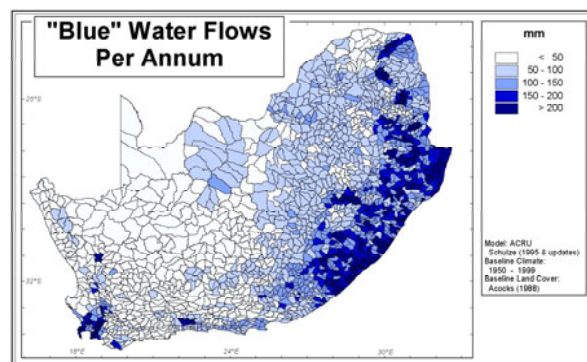 "Blue" Water Flows
Per Annum
mm
< 50
50 - 100
100 - 150
150 - 200
> 200
28°S
32°S
18°E
24°E
30°E
Model: ACRU
Schulze (1995 & updates)
Baseline Climate:
1950 - 1999
Baseline Land Cover:
Acocks (1988)